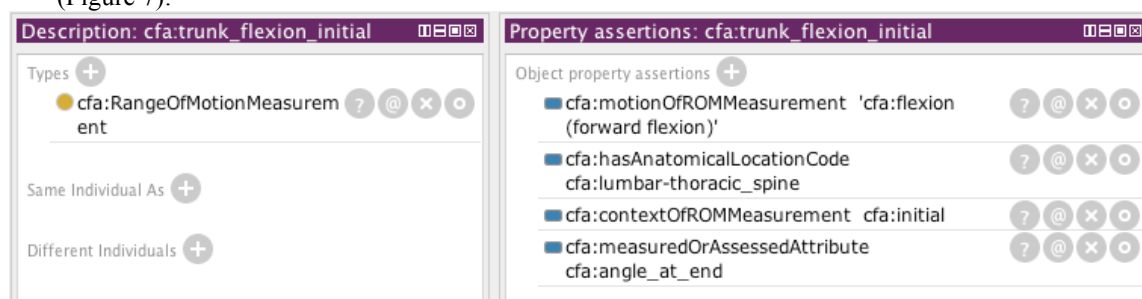 (Figure 7).
Description: cfa:trunk_flexion_initial
Types
cfa:RangeOfMotionMeasurem
ent
Same Individual As
Different Individuals
Property assertions: cfa:trunk_flexion_initial
Object property assertions
cfa:motionOfROMMeasurement 'cfa:flexion
(forward flexion)'
cfa:hasAnatomicalLocationCode
cfa:lumbar-thoracic_spine
cfa:contextOfROMMeasurement cfa:initial
cfa:measuredOrAssessedAttribute
cfa:angle_at_end